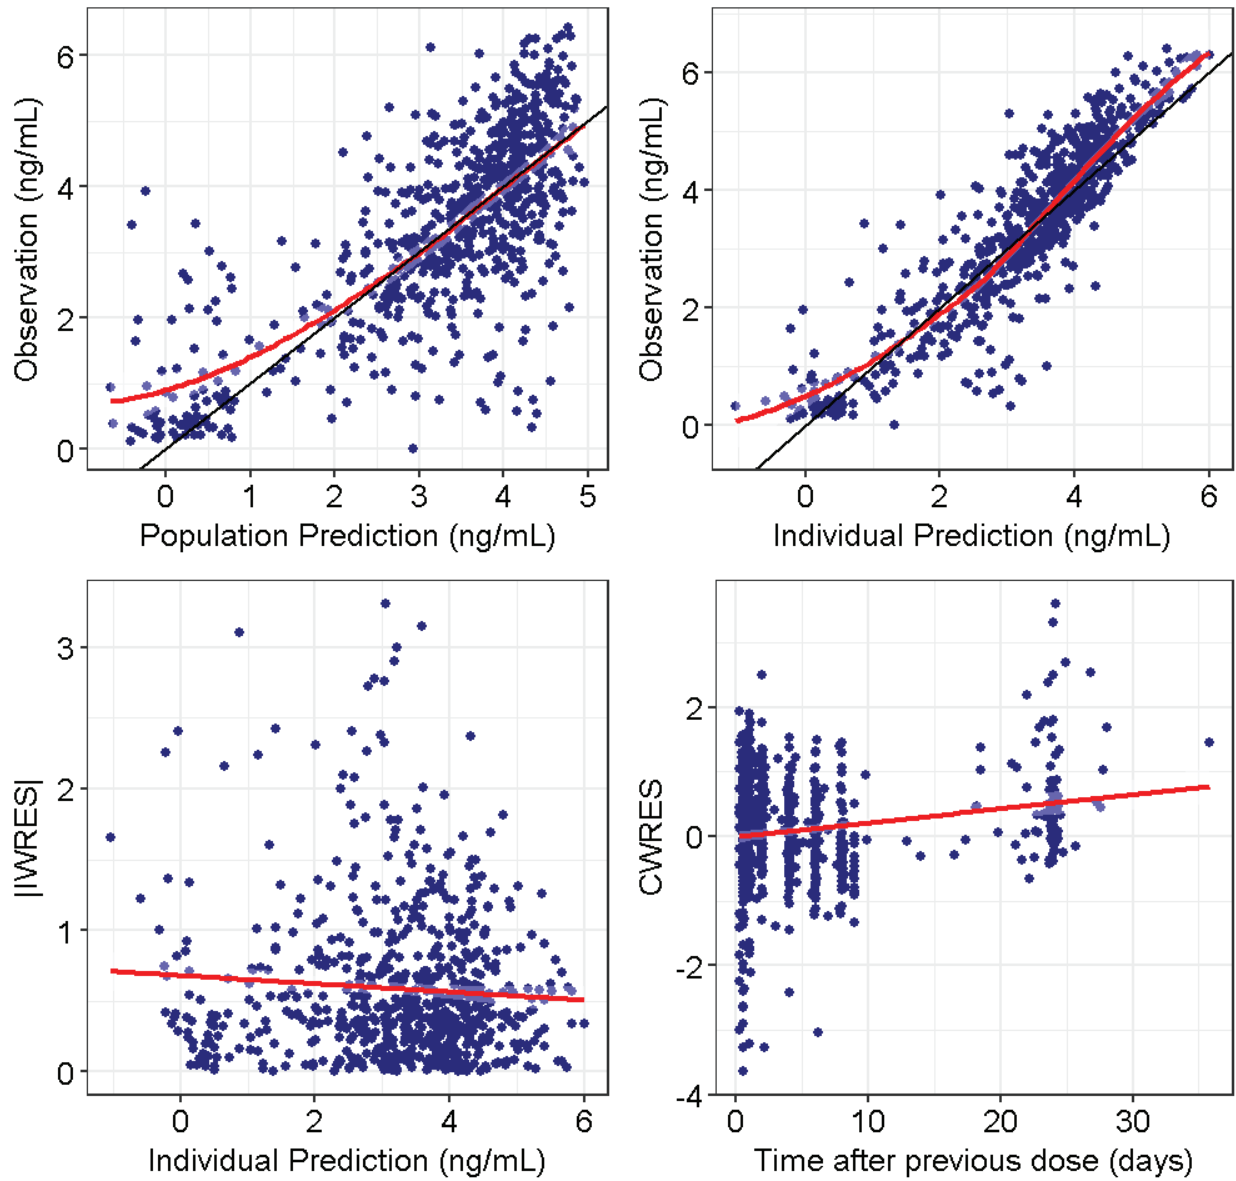 Observation (ng/mL)
6
4
2
0
0 1 2 3 4 5
Population Prediction (ng/mL)
Observation (ng/mL)
6
4
2
0
0 2 4 6
Individual Prediction (ng/mL)
|IWRES|
3
2
1
0
0 2 4 6
Individual Prediction (ng/mL)
CWRES
2
0
-2
-4
0 10 20 30
Time after previous dose (days)